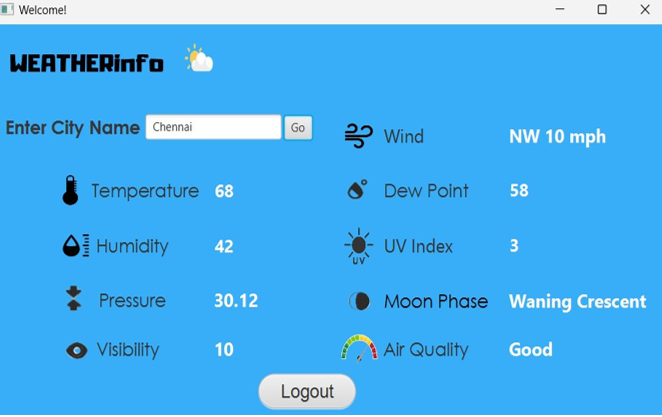 Welcome!
WEATHERinfo
Enter City Name Chennai Go
Wind NW 10 mph
Temperature 68
Dew Point 58
Humidity 42
UV UV Index 3
Pressure 30.12
Moon Phase Waning Crescent
Visibility 10
Air Quality Good
Logout